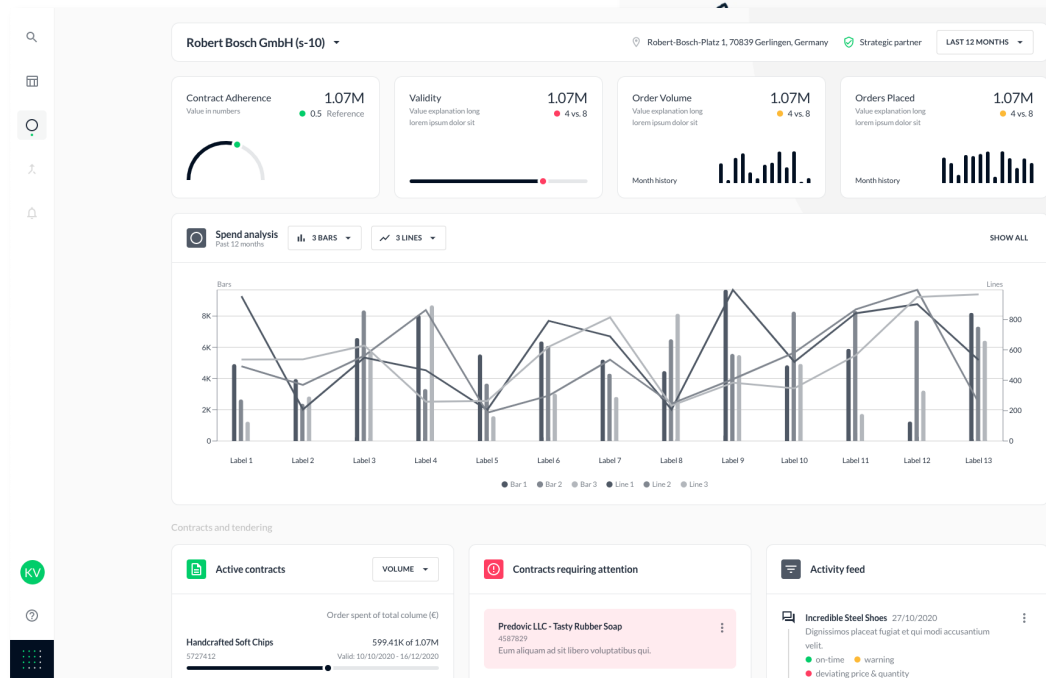 Robert Bosch GmbH (s-10)
Robert-Bosch-Platz 1, 70839 Gerlingen, Germany
Strategic partner
LAST 12 MONTHS
Contract Adherence
1.07M
Value in numbers
0.5 Reference
Validity
1.07M
Value explanation long
lorem ipsum dolor sit
4 vs. 8
Order Volume
1.07M
Value explanation long
lorem ipsum dolor sit
4 vs. 8
Month history
Orders Placed
1.07M
Value explanation long
lorem ipsum dolor sit
4 vs. 8
Month history
Spend analysis
Past 12 months
3 BARS
3 LINES
SHOW ALL
Bars
Lines
8K
6K
4K
2K
0
800
600
400
200
0
Label 1
Label 2
Label 3
Label 4
Label 5
Label 6
Label 7
Label 8
Label 9
Label 10
Label 11
Label 12
Label 13
Bar 1
Bar 2
Bar 3
Line 1
Line 2
Line 3
Contracts and tendering
Active contracts
VOLUME
Order spent of total column (€)
Handcrafted Soft Chips
599.41K of 1.07M
5727412
Valid: 10/10/2020 - 16/12/2020
Contracts requiring attention
Predovic LLC - Tasty Rubber Soap
4587829
Eum aliquam ad sit libero voluptatibus qui.
Activity feed
Incredible Steel Shoes 27/10/2020
Dignissimos placeat fugiat et qui modi accusantium
velit.
on-time
warning
deviating price & quantity
KV